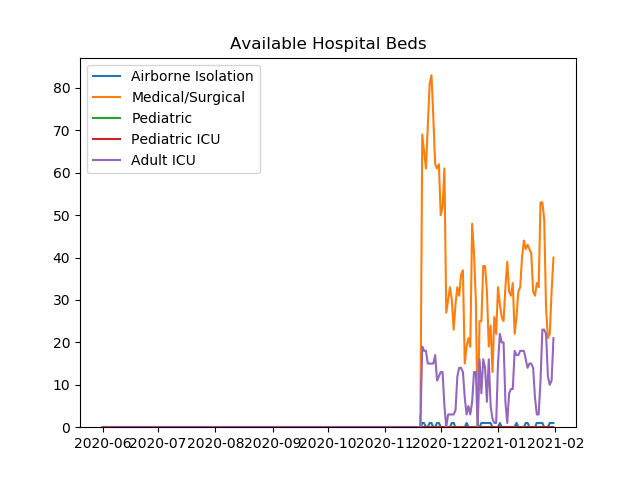 Available Hospital Beds
Airborne Isolation
Medical/Surgical
Pediatric
Pediatric ICU
Adult ICU
80
70
60
50
40
30
20
10
0
2020-06 2020-07 2020-08 2020-09 2020-10 2020-11 2020-12 2021-01 2021-02